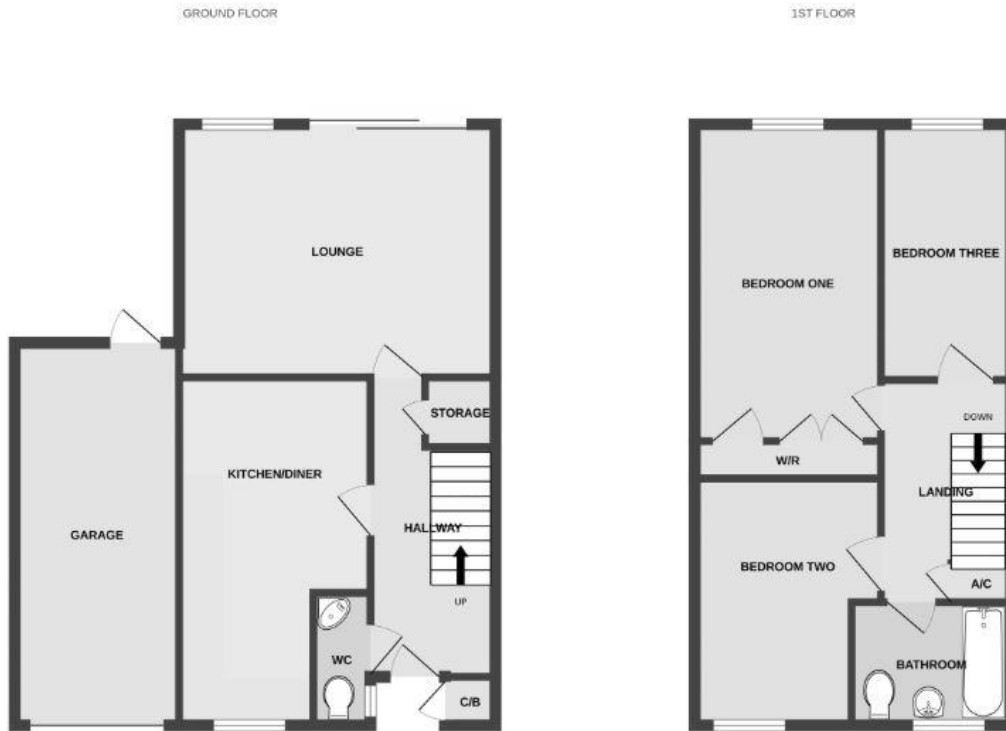 GROUND FLOOR
LOUNGE
STORAGE
KITCHEN/DINER
GARAGE
HALLWAY
UP
WC
C/B
1ST FLOOR
BEDROOM THREE
BEDROOM ONE
DOWN
W/R
LANDING
BEDROOM TWO
A/C
BATHROOM